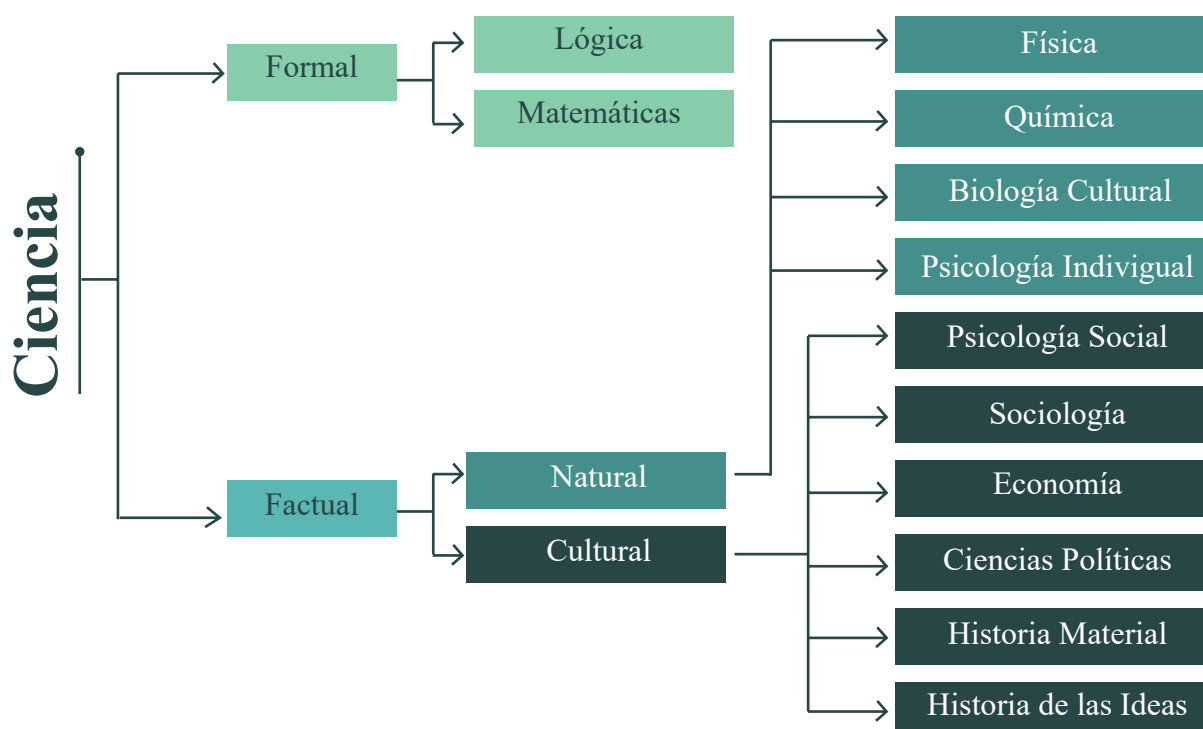 Ciencia
Formal
Lógica
Matemáticas
Factual
Natural
Cultural
Física
Química
Biología Cultural
Psicología Indivigual
Psicología Social
Sociología
Economía
Ciencias Políticas
Historia Material
Historia de las Ideas